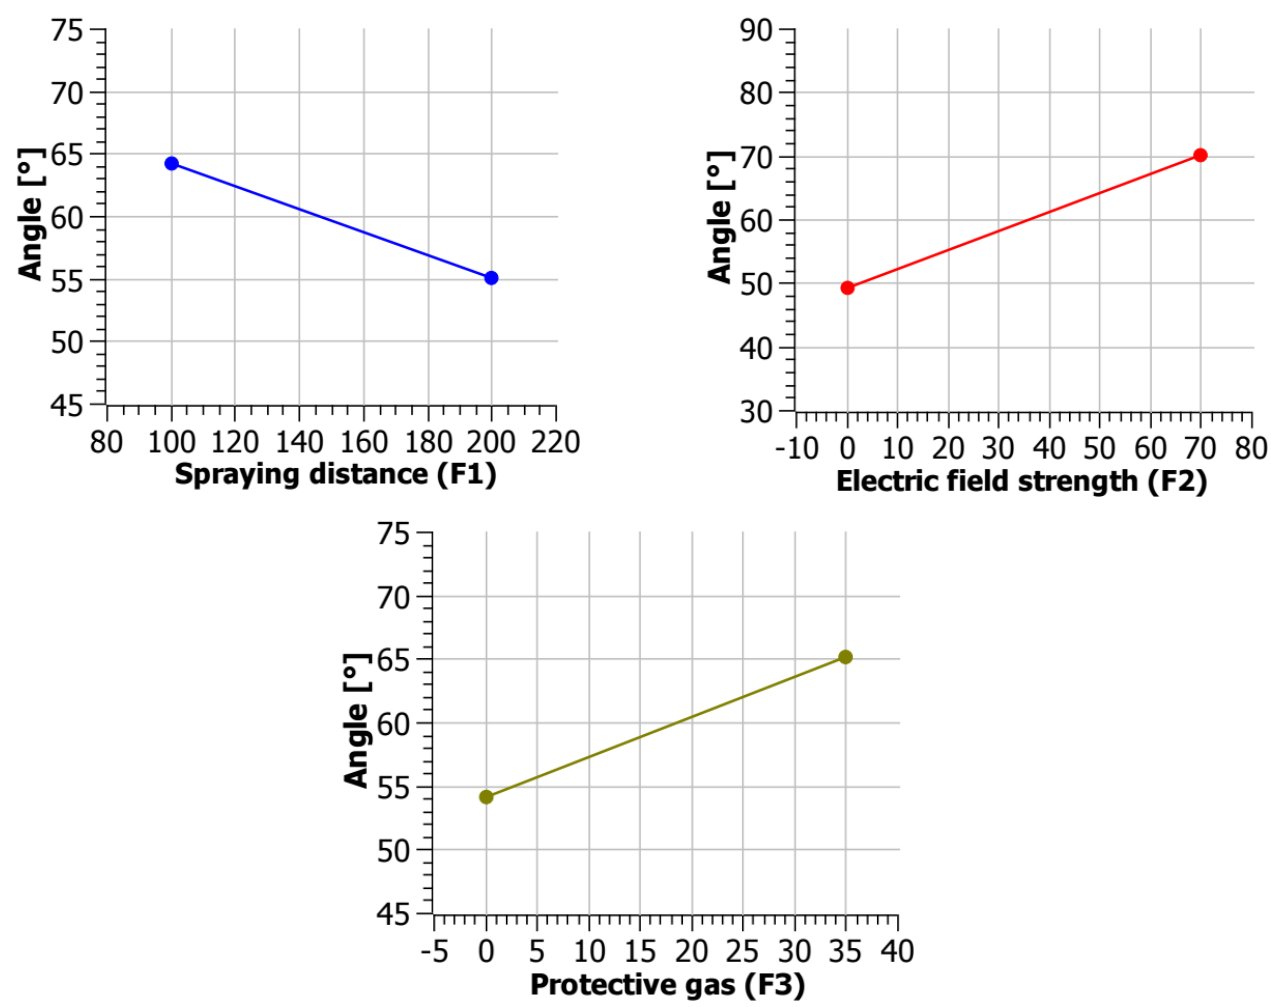 75
70
65
60
55
50
45
Angle [°]
80 100 120 140 160 180 200 220
Spraying distance (F1)
90
80
70
60
50
40
30
Angle [°]
-10 0 10 20 30 40 50 60 70 80
Electric field strength (F2)
75
70
65
60
55
50
45
Angle [°]
-5 0 5 10 15 20 25 30 35 40
Protective gas (F3)